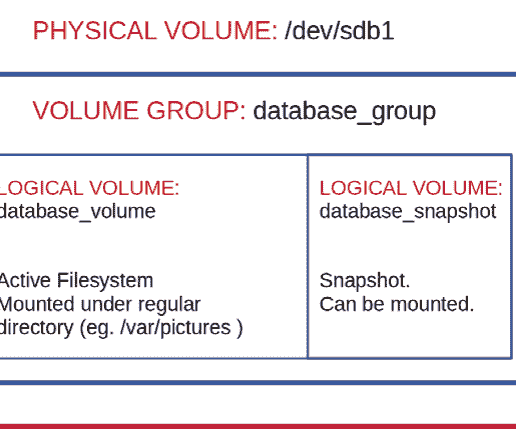 PHYSICAL VOLUME: /dev/sdb1
VOLUME GROUP: database_group
LOGICAL VOLUME:
database_volume
Active Filesystem
Mounted under regular
directory (eg. /var/pictures )
LOGICAL VOLUME:
database_snapshot
Snapshot.
Can be mounted.